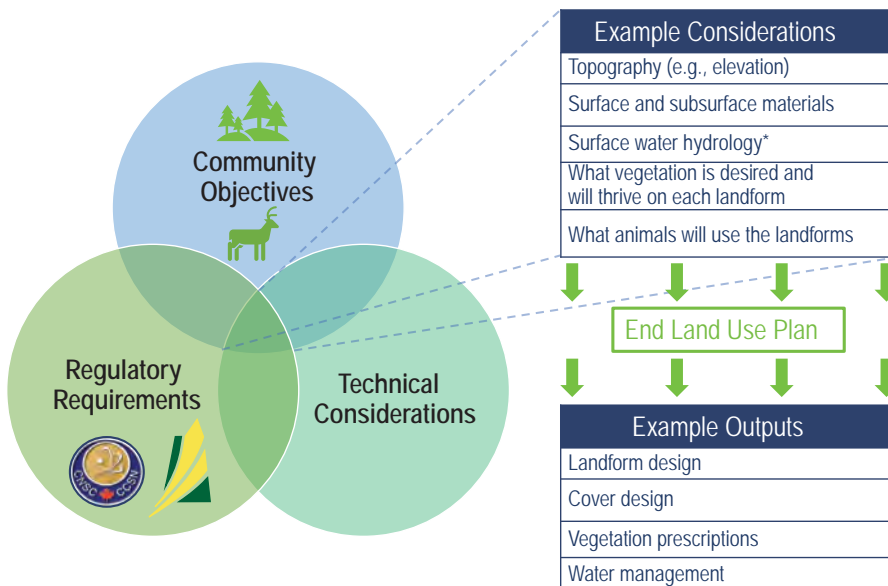 Community
Objectives
Regulatory
Requirements
CNSC CCSN
Technical
Considerations
Example Considerations
Topography (e.g., elevation)
Surface and subsurface materials
Surface water hydrology*
What vegetation is desired and
will thrive on each landform
What animals will use the landforms
End Land Use Plan
Example Outputs
Landform design
Cover design
Vegetation prescriptions
Water management